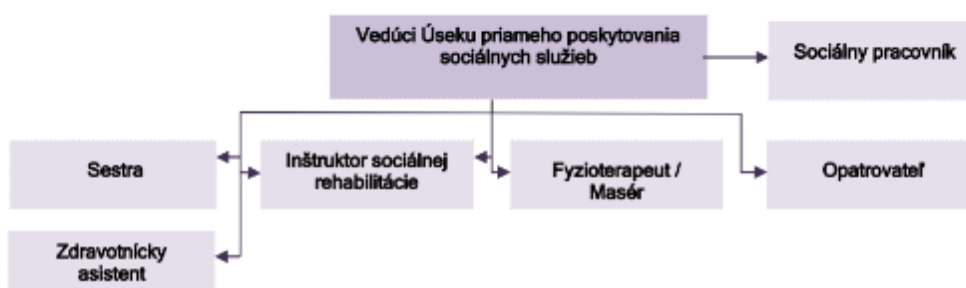 Vedúci Úseku priameho poskytovania
sociálnych služieb
Sociálny pracovník
Sestra
Inštruktor sociálnej
rehabilitácie
Fyzioterapeut /
Masér
Opatrovateľ
Zdravotnícky
asistent